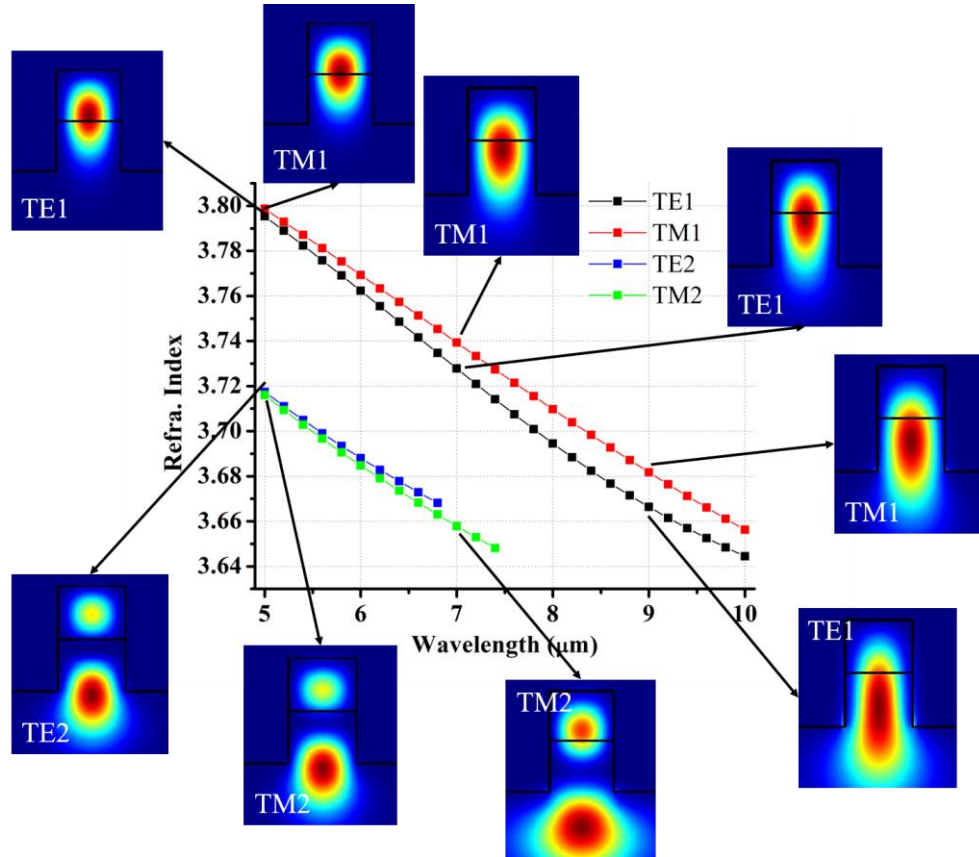 TE1
TM1
TM1
TE1
TM1
TE1
TM2
TM2
TE2
TE1
TM1
TE2
TM2
Refra. Index
3.80
3.78
3.76
3.74
3.72
3.70
3.68
3.66
3.64
5 6 7 8 9 10
Wavelength (μm)